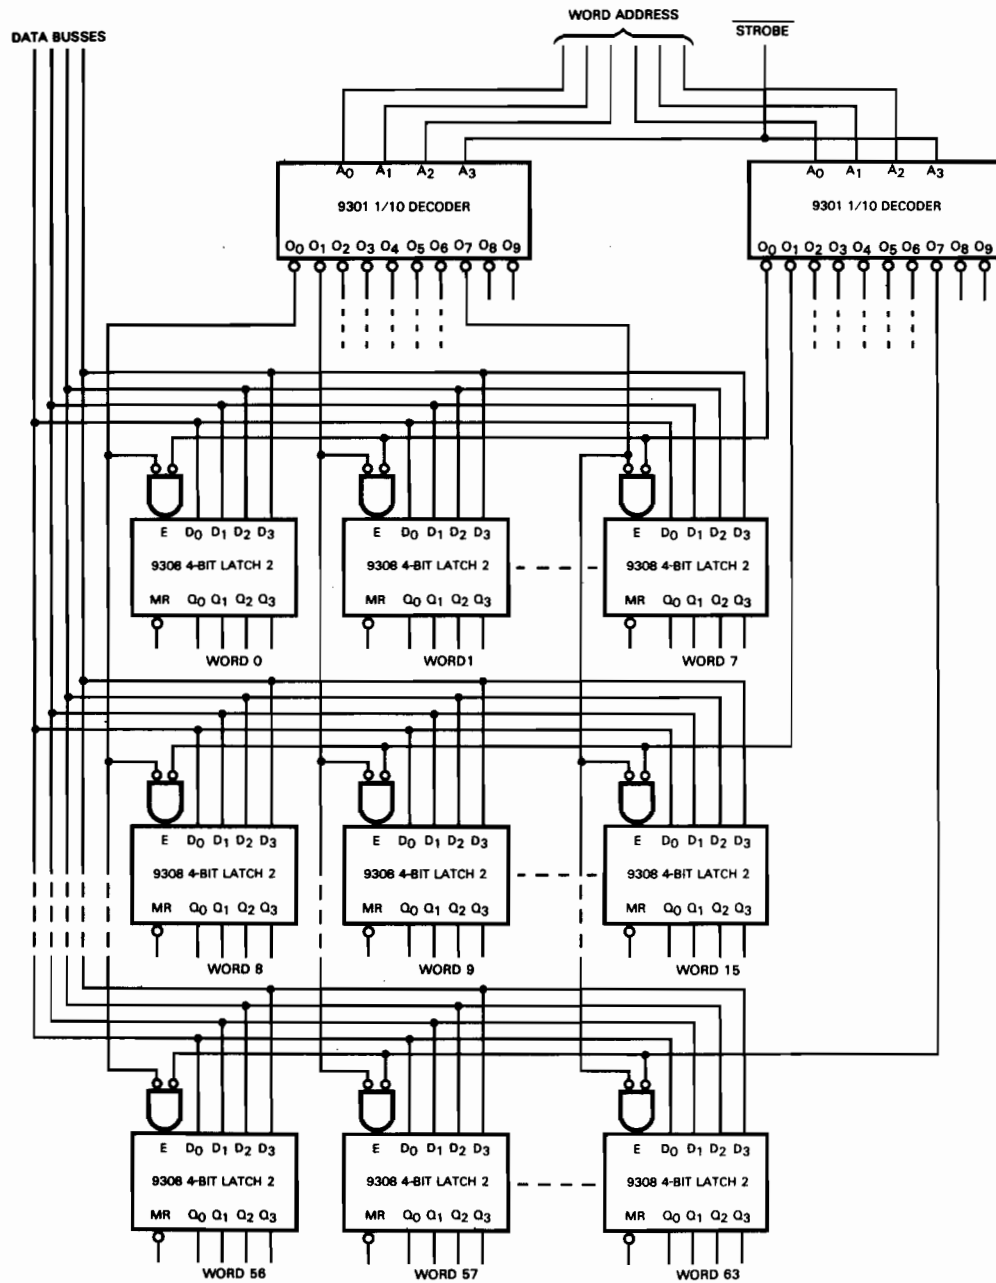 WORD ADDRESS
STROBE
DATA BUSSES
A0 A1 A2 A3
9301 1/10 DECODER
O0 O1 O2 O3 O4 O5 O6 O7 O8 O9
A0 A1 A2 A3
9301 1/10 DECODER
O0 O1 O2 O3 O4 O5 O6 O7 O8 O9
E D0 D1 D2 D3
9308 4-BIT LATCH 2
MR Q0 Q1 Q2 Q3
WORD 0
E D0 D1 D2 D3
9308 4-BIT LATCH 2
MR Q0 Q1 Q2 Q3
WORD1
E D0 D1 D2 D3
9308 4-BIT LATCH 2
MR Q0 Q1 Q2 Q3
WORD 7
E D0 D1 D2 D3
9308 4-BIT LATCH 2
MR Q0 Q1 Q2 Q3
WORD 8
E D0 D1 D2 D3
9308 4-BIT LATCH 2
MR Q0 Q1 Q2 Q3
WORD 9
E D0 D1 D2 D3
9308 4-BIT LATCH 2
MR Q0 Q1 Q2 Q3
WORD 15
E D0 D1 D2 D3
9308 4-BIT LATCH 2
MR Q0 Q1 Q2 Q3
WORD 56
E D0 D1 D2 D3
9308 4-BIT LATCH 2
MR Q0 Q1 Q2 Q3
WORD 57
E D0 D1 D2 D3
9308 4-BIT LATCH 2
MR Q0 Q1 Q2 Q3
WORD 63